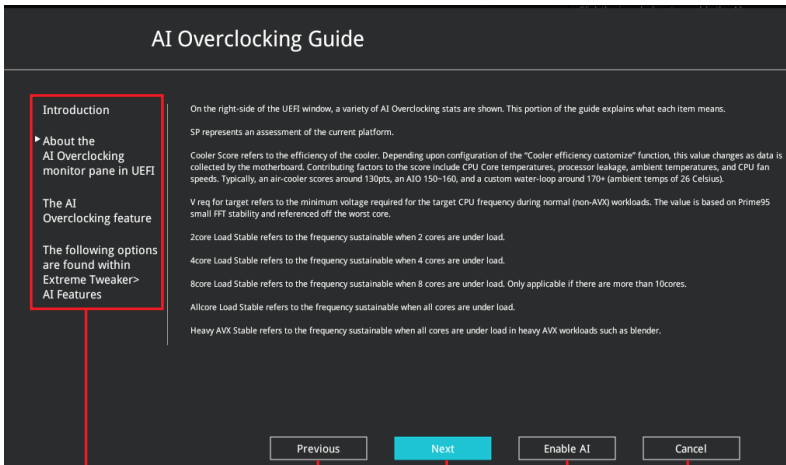 AI Overclocking Guide
Introduction
About the
AI Overclocking
monitor pane in UEFI
The AI
Overclocking feature
The following options
are found within
Extreme Tweaker>
AI Features
On the right-side of the UEFI window, a variety of AI Overclocking stats are shown. This portion of the guide explains what each item means.
SP represents an assessment of the current platform.
Cooler Score refers to the efficiency of the cooler. Depending upon configuration of the “Cooler efficiency customize” function, this value changes as data is
collected by the motherboard. Contributing factors to the score include CPU Core temperatures, processor leakage, ambient temperatures, and CPU fan
speeds. Typically, an air-cooler scores around 130pts, an AIO 150~160, and a custom water-loop around 170+ (ambient temps of 26 Celsius).
V req for target refers to the minimum voltage required for the target CPU frequency during normal (non-AVX) workloads. The value is based on Prime95
small FFT stability and referenced off the worst core.
2core Load Stable refers to the frequency sustainable when 2 cores are under load.
4core Load Stable refers to the frequency sustainable when 4 cores are under load.
8core Load Stable refers to the frequency sustainable when 8 cores are under load. Only applicable if there are more than 10cores.
Allcore Load Stable refers to the frequency sustainable when all cores are under load.
Heavy AVX Stable refers to the frequency sustainable when all cores are under load in heavy AVX workloads such as blender.
Previous
Next
Enable AI
Cancel